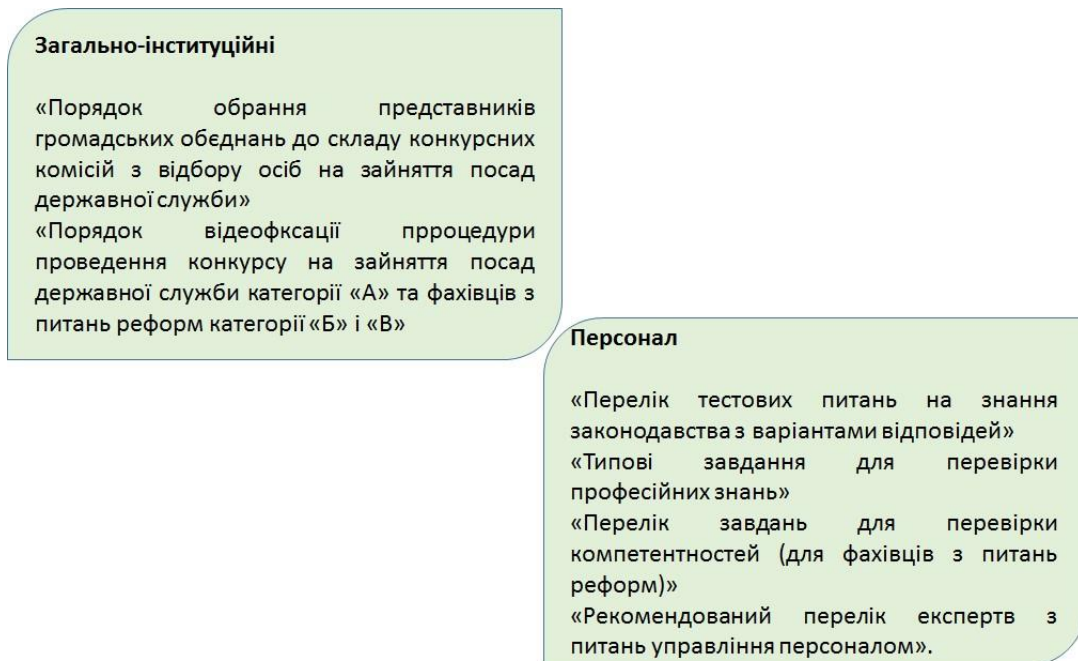 Загально-інституційні
«Порядок обрання представників
громадських обєднань до складу конкурсних
комісій з відбору осіб на зайняття посад
державної служби»
«Порядок відеофксації прроцедури
проведення конкурсу на зайняття посад
державної служби категорії «А» та фахівців з
питань реформ категорії «Б» і «В»
Персонал
«Перелік тестових питань на знання
законодавства з варіантами відповідей»
«Типові завдання для перевірки
професійних знань»
«Перелік завдань для перевірки
компетентностей (для фахівців з питань
реформ)»
«Рекомендований перелік експертв з
питань управління персоналом».